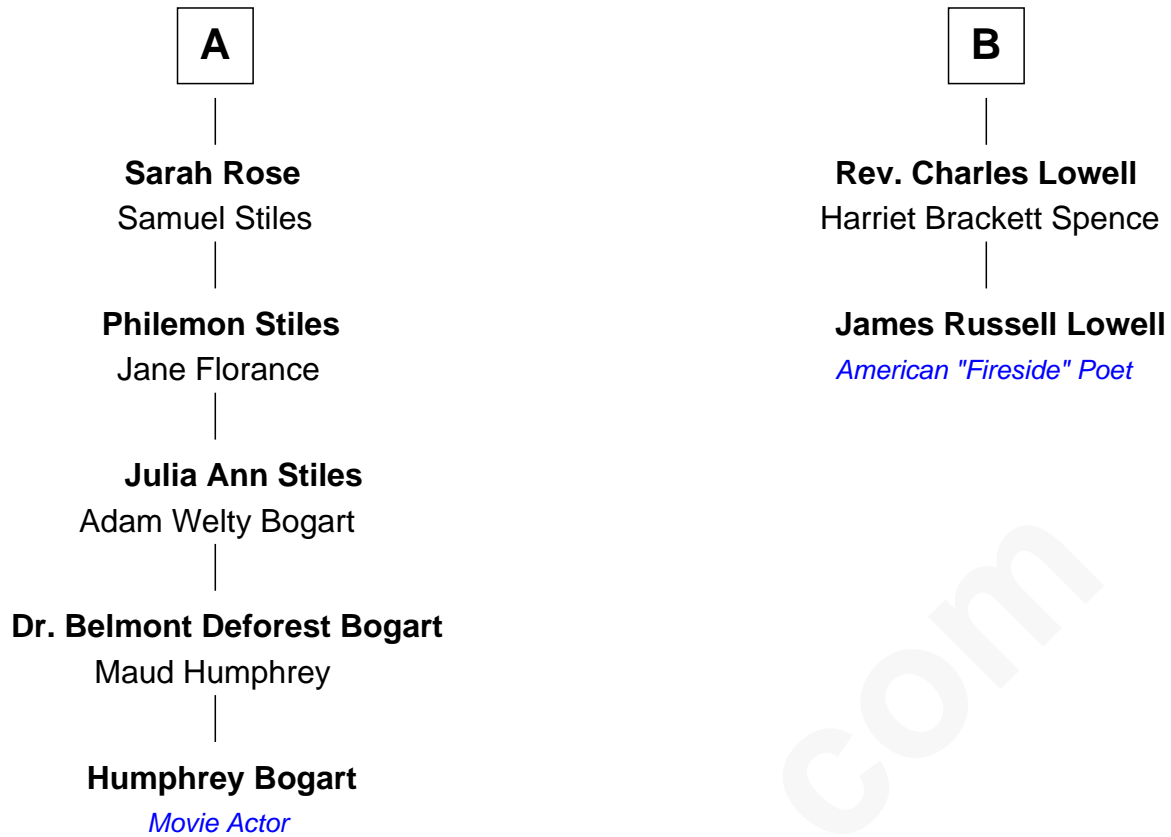 A
Sarah Rose
Samuel Stiles
Philemon Stiles
Jane Florance
Julia Ann Stiles
Adam Welty Bogart
Dr. Belmont Deforest Bogart
Maud Humphrey
Humphrey Bogart
Movie Actor
B
Rev. Charles Lowell
Harriet Brackett Spence
James Russell Lowell
American "Fireside" Poet
com